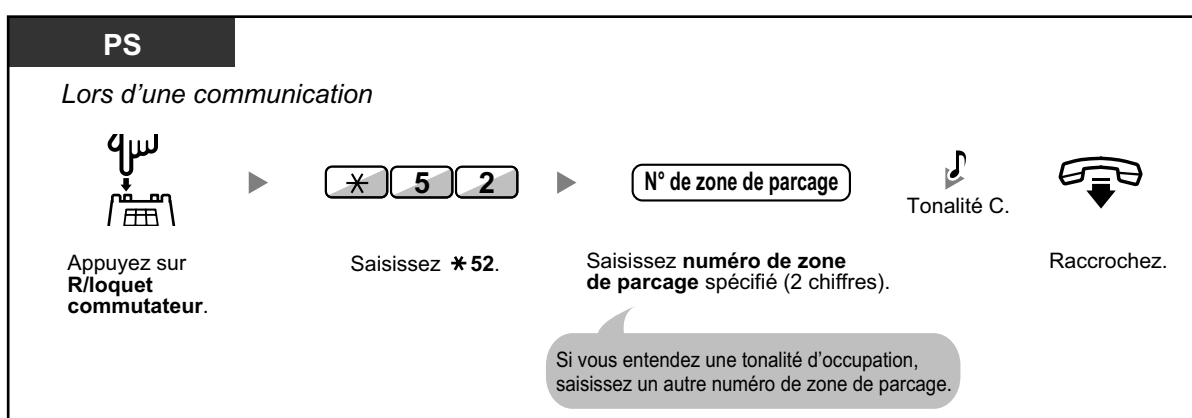 PS
Lors d'une communication
* 5 2
N° de zone de parcage
Tonalité C.
Appuyez sur
R/loquet
commutateur.
Saisissez *52.
Saisissez numéro de zone
de parcage spécifié (2 chiffres).
Raccrochez.
Si vous entendez une tonalité d'occupation,
saisissez un autre numéro de zone de parcage.